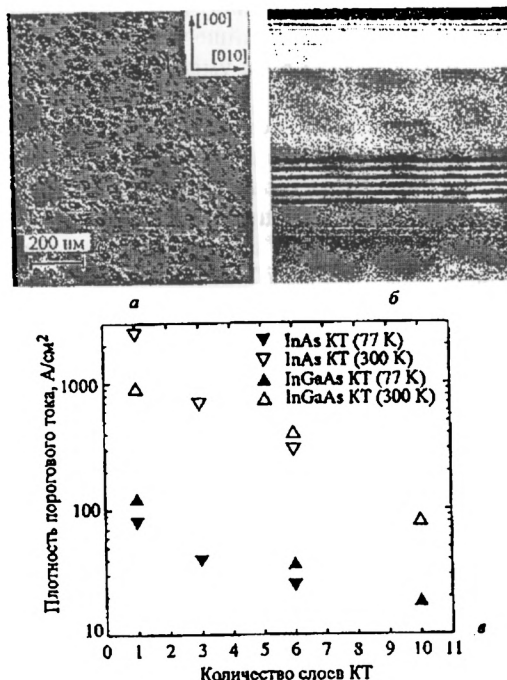 [100]
[010]
200 нм
а
б
Плотность порогового тока, А/см²
1000
100
10
InAs КТ (77 K)
InAs КТ (300 K)
InGaAs КТ (77 K)
InGaAs КТ (300 K)
0 1 2 3 4 5 6 7 8 9 10 11
Количество слоев КТ
в